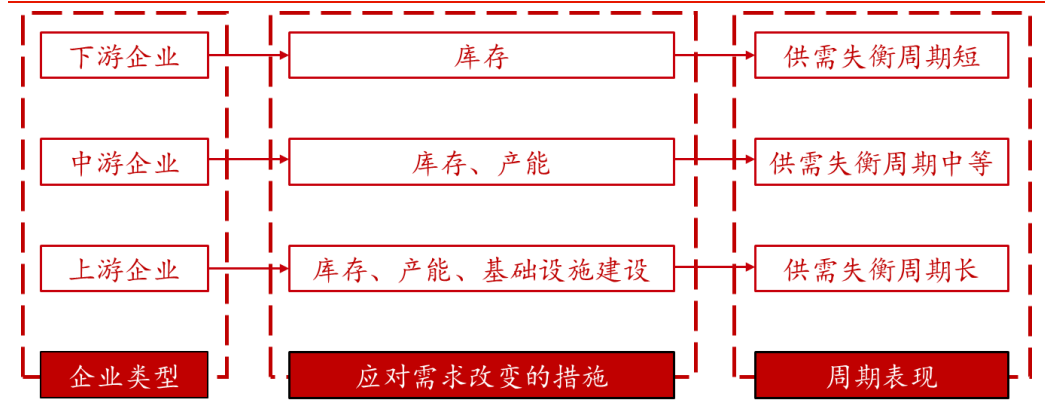 下游企业
库存
供需失衡周期短
中游企业
库存、产能
供需失衡周期中等
上游企业
库存、产能、基础设施建设
供需失衡周期长
企业类型
应对需求改变的措施
周期表现